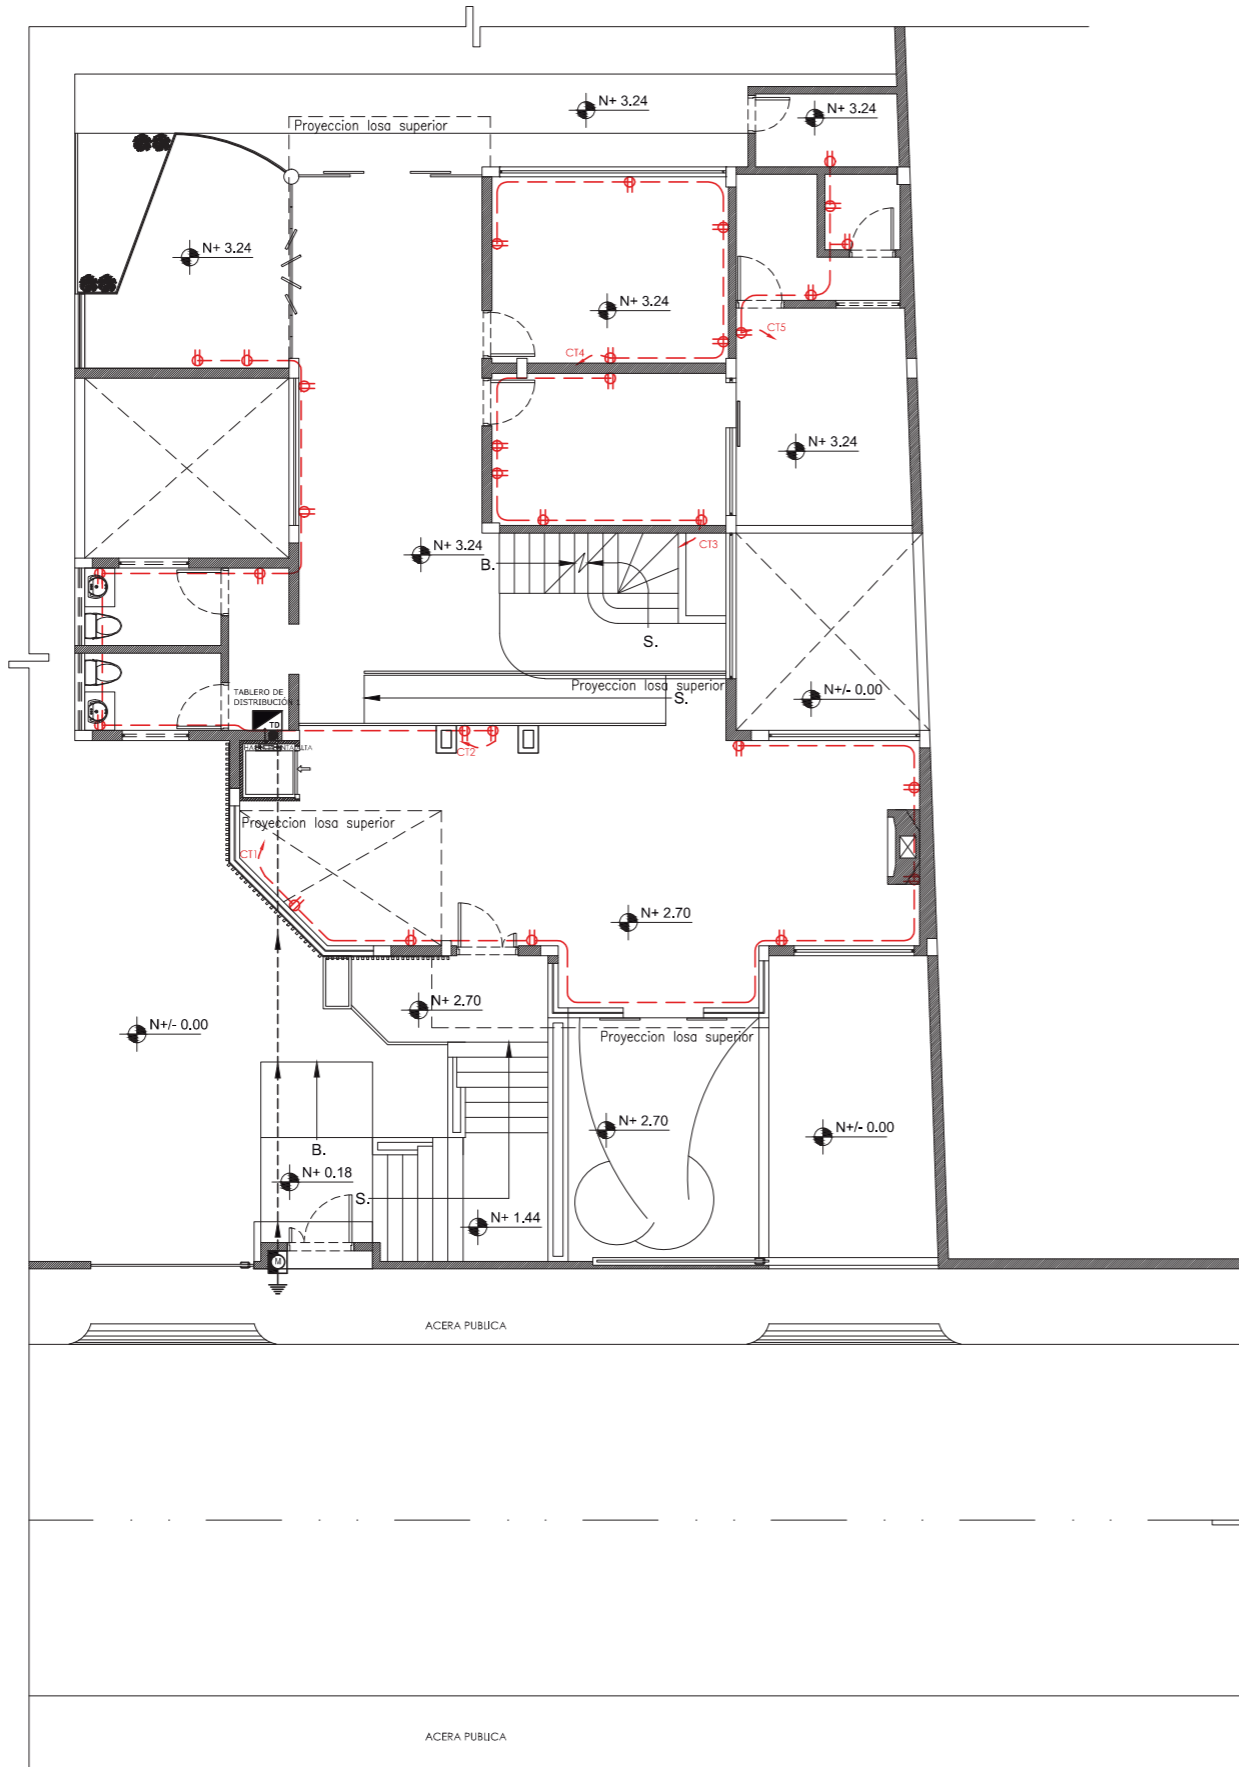 N+ 3.24
N+ 3.24
Proyeccion losa superior
N+ 3.24
N+ 3.24
CT5
CT4
N+ 3.24
N+ 3.24
CT3
B.
S.
TABLERO DE
DISTRIBUCIÓN 1
Proyeccion losa superior
S.
N+/- 0.00
TD
CT2
Proyeccion losa superior
CT1
N+ 2.70
N+ 2.70
N+/- 0.00
Proyeccion losa superior
N+ 2.70
N+/- 0.00
B.
N+ 0.18
S.
N+ 1.44
M
ACERA PUBLICA
ACERA PUBLICA